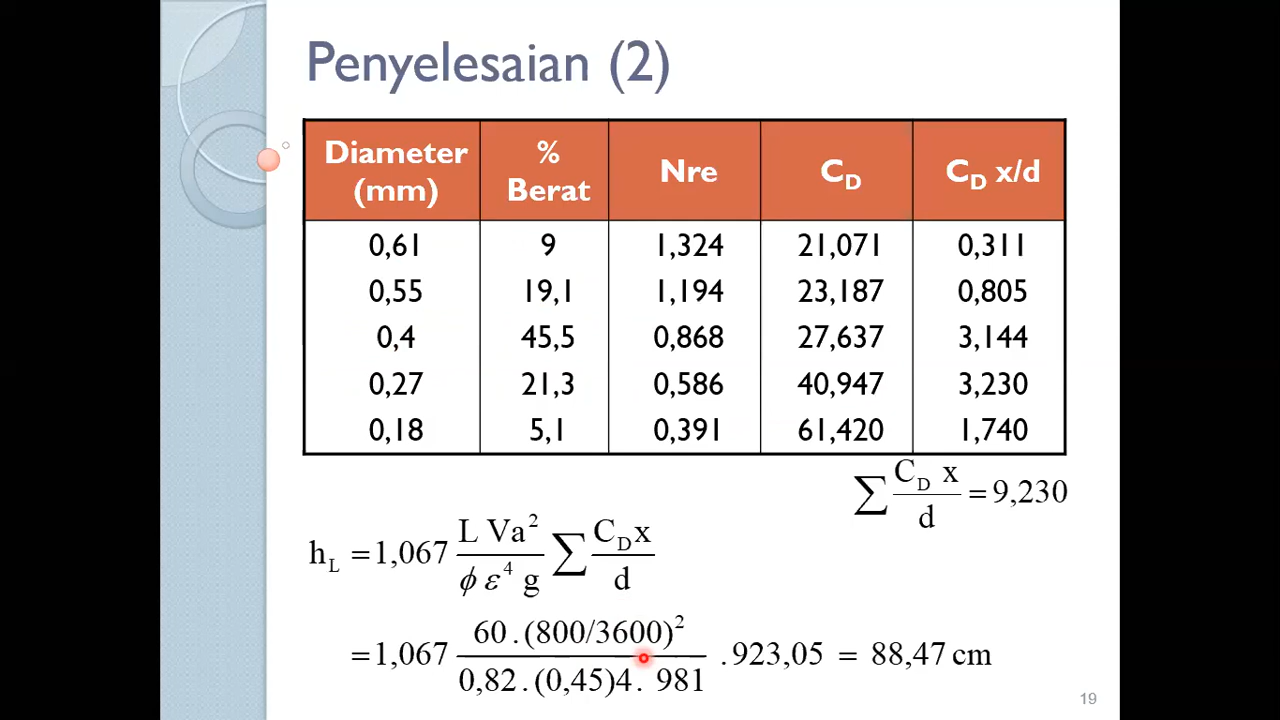 Penyelesaian (2)
Diameter (mm) % Berat Nre C_D C_D x/d
0,61 9 1,324 21,071 0,311
0,55 19,1 1,194 23,187 0,805
0,4 45,5 0,868 27,637 3,144
0,27 21,3 0,586 40,947 3,230
0,18 5,1 0,391 61,420 1,740
∑ C_D x / d = 9,230
h_L = 1,067 L Va² / φ ε⁴ g ∑ C_D x / d
= 1,067 60 . (800/3600)² / 0,82 . (0,45)4 . 981 . 923,05 = 88,47 cm
19